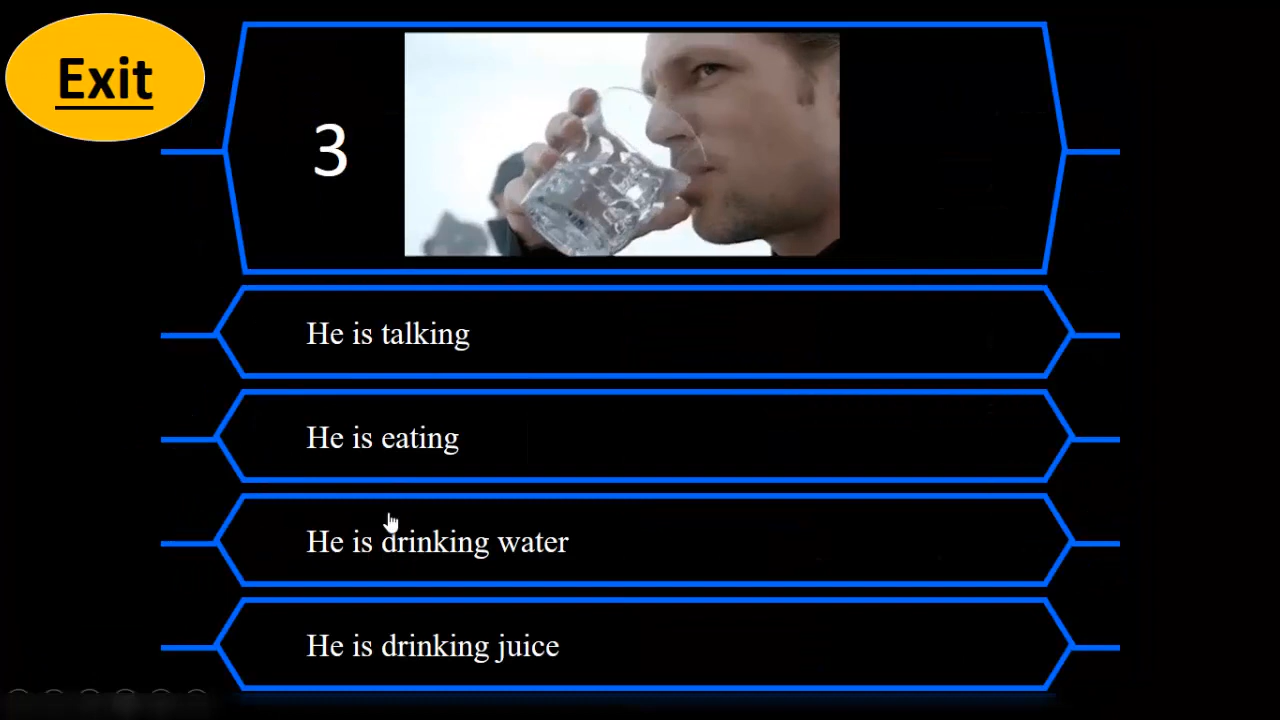 Exit
3
He is talking
He is eating
He is drinking water
He is drinking juice